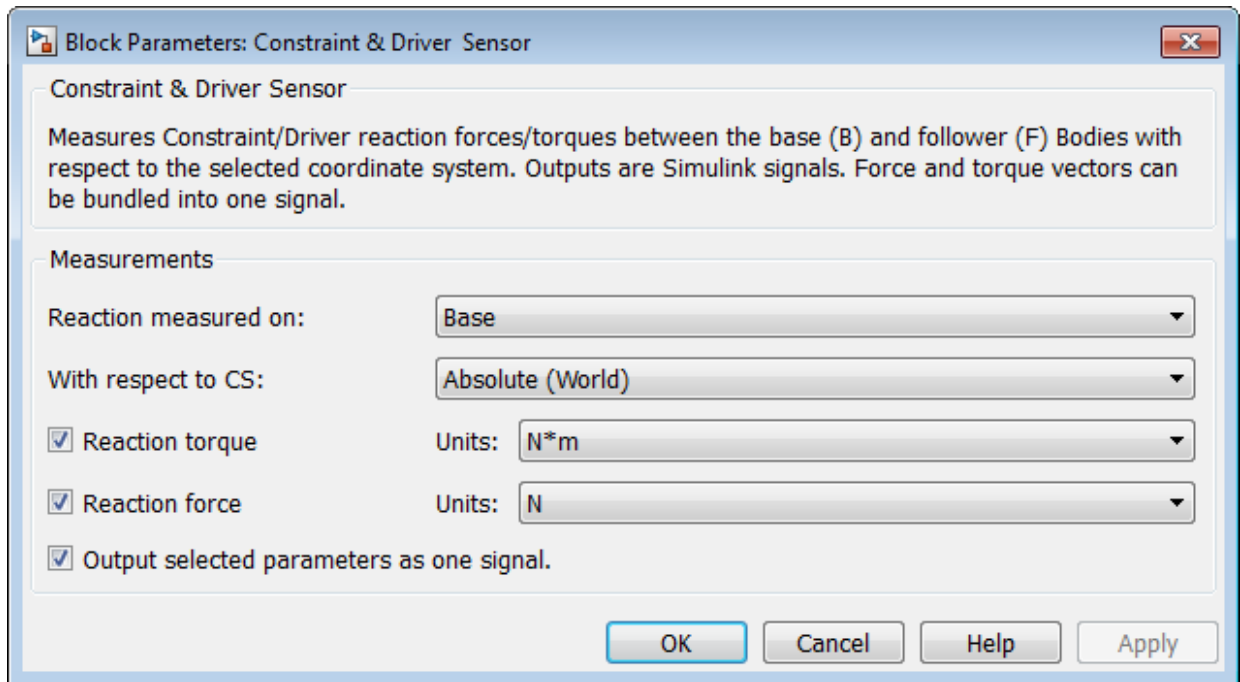 Block Parameters: Constraint & Driver Sensor
Constraint & Driver Sensor
Measures Constraint/Driver reaction forces/torques between the base (B) and follower (F) Bodies with
respect to the selected coordinate system. Outputs are Simulink signals. Force and torque vectors can
be bundled into one signal.
Measurements
Reaction measured on: Base
With respect to CS: Absolute (World)
Reaction torque Units: N*m
Reaction force Units: N
Output selected parameters as one signal.
OK Cancel Help Apply